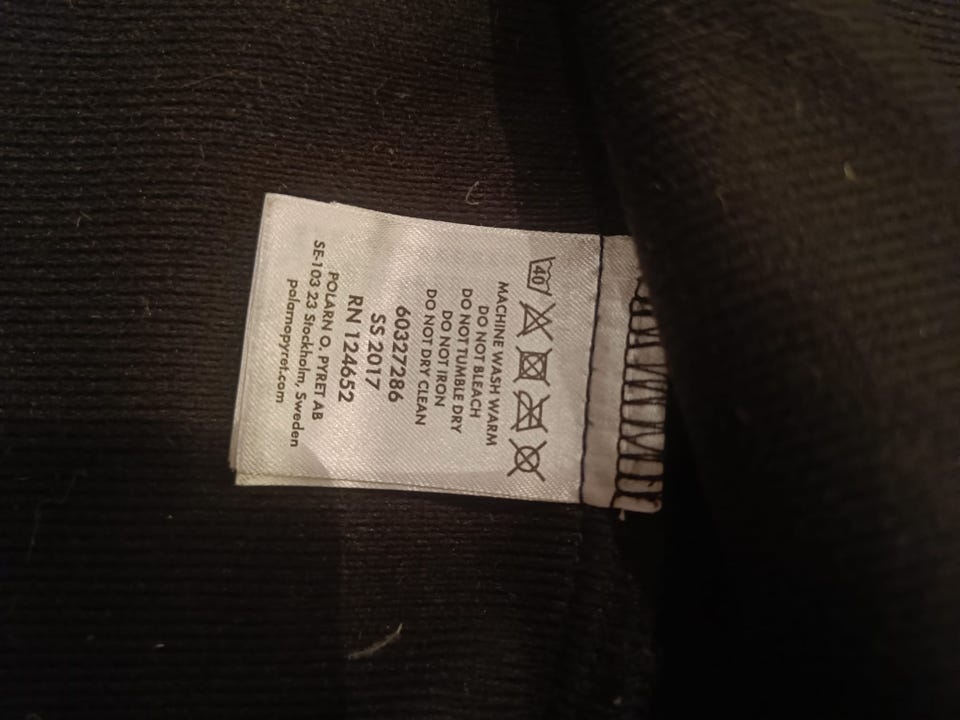 40
MACHINE WASH WARM
DO NOT BLEACH
DO NOT TUMBLE DRY
DO NOT IRON
DO NOT DRY CLEAN
60327286
SS 2017
RN 124652
POLARN O. PYRET AB
SE-103 23 Stockholm, Sweden
polarnopyret.com